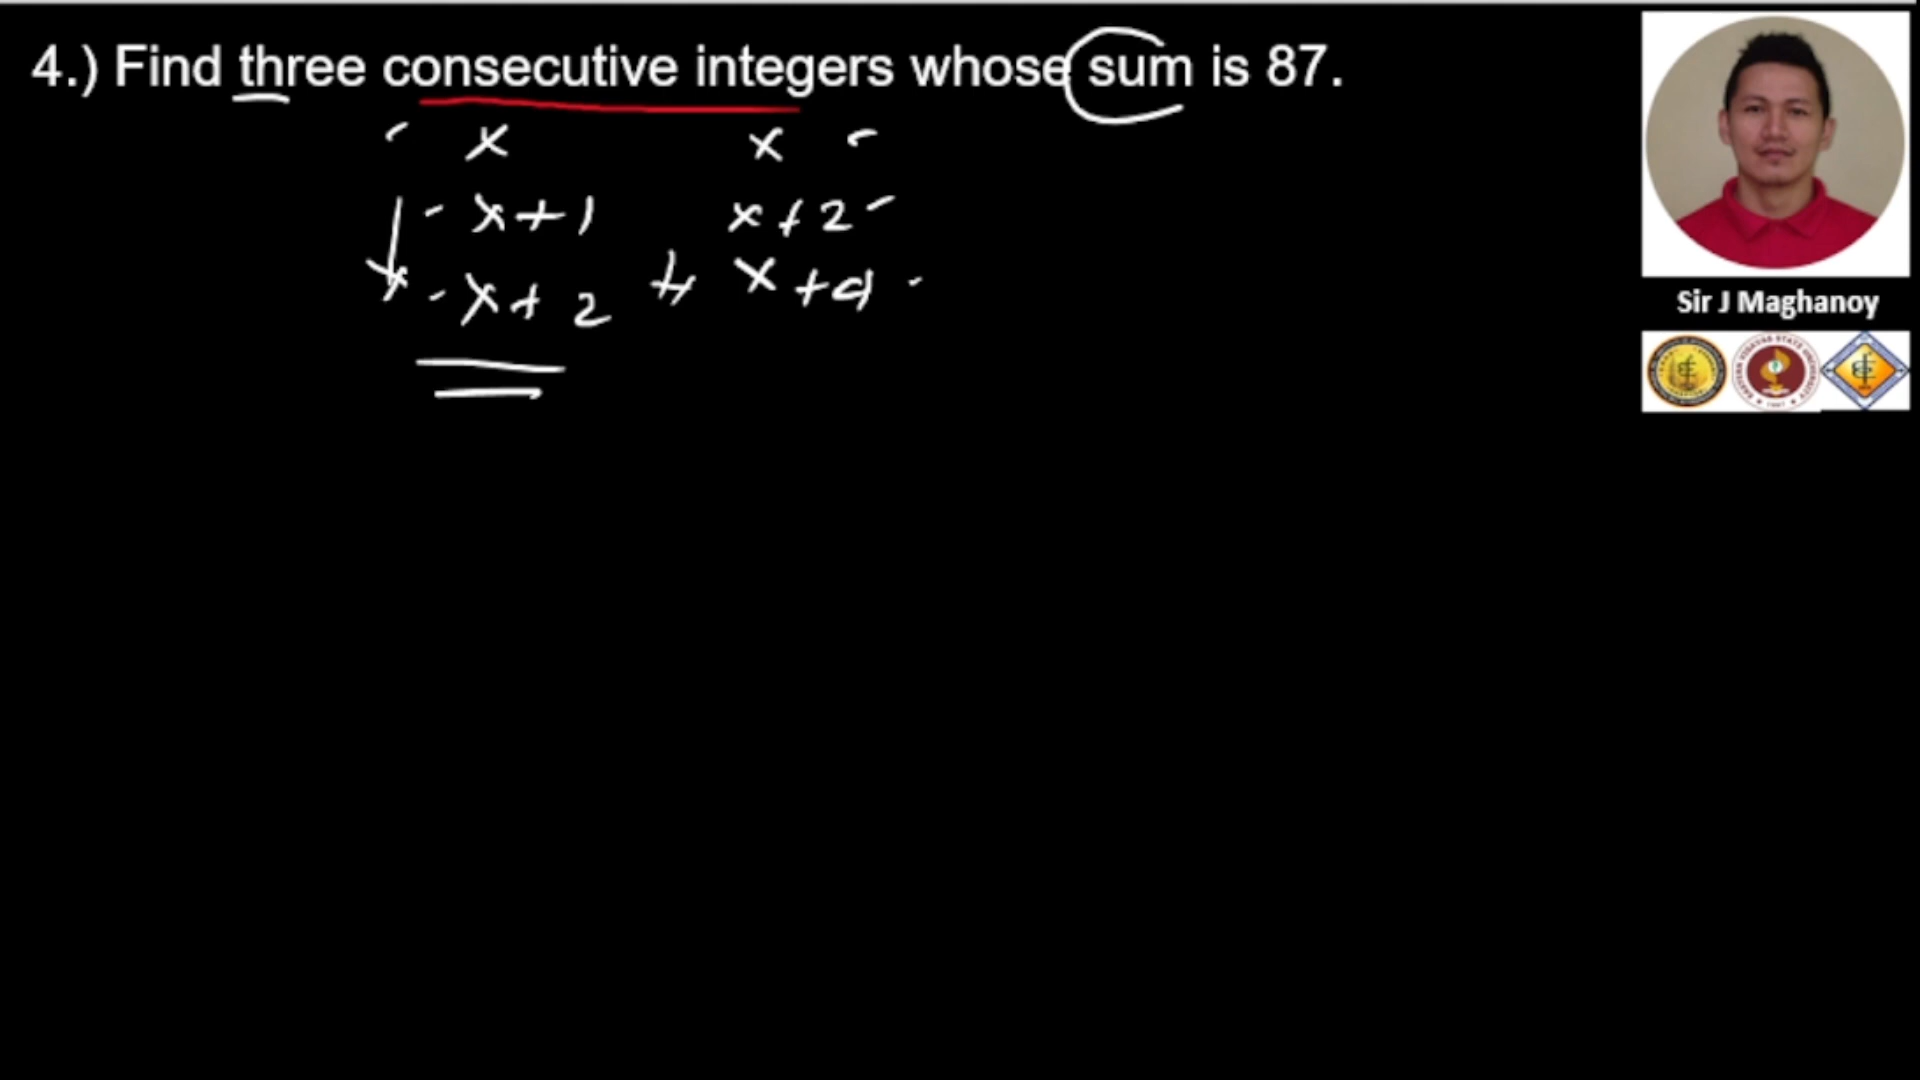 4.) Find three consecutive integers whose sum is 87.
x x
x+1 x+2
x+2 x+4
Sir J Maghanoy